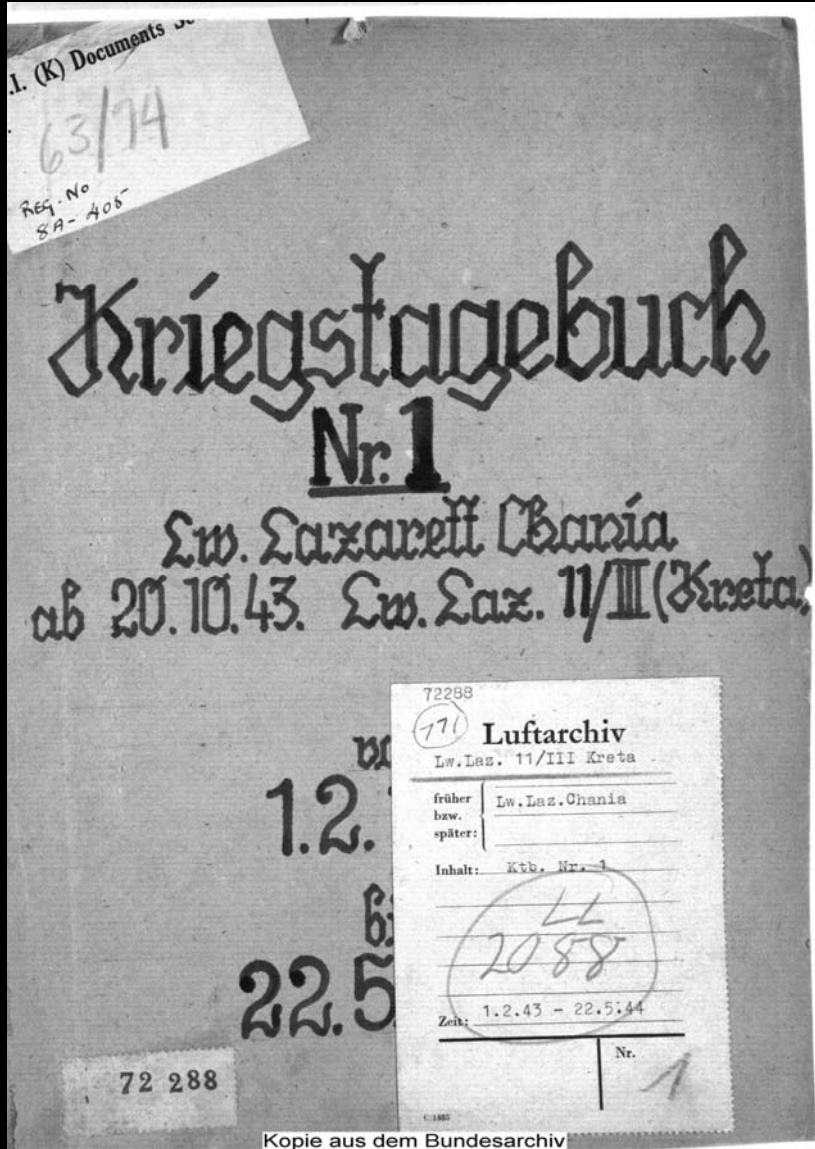 .I. (K) Documents
63/74
REG. No
8A - 405
Kriegstagebuch
Nr. 1
Lw. Lazarett Chania
ab 20.10.43. Lw. Laz. 11/III (Kreta)
1.2.
22.5
72288
771
Luftarchiv
Lw.Laz. 11/III Kreta
früher
bzw.
später:
Lw.Laz.Chania
Inhalt: Ktb. Nr. 1
LL
2088
Zeit: 1.2.43 - 22.5.44
Nr. 1
72 288
Kopie aus dem Bundesarchiv